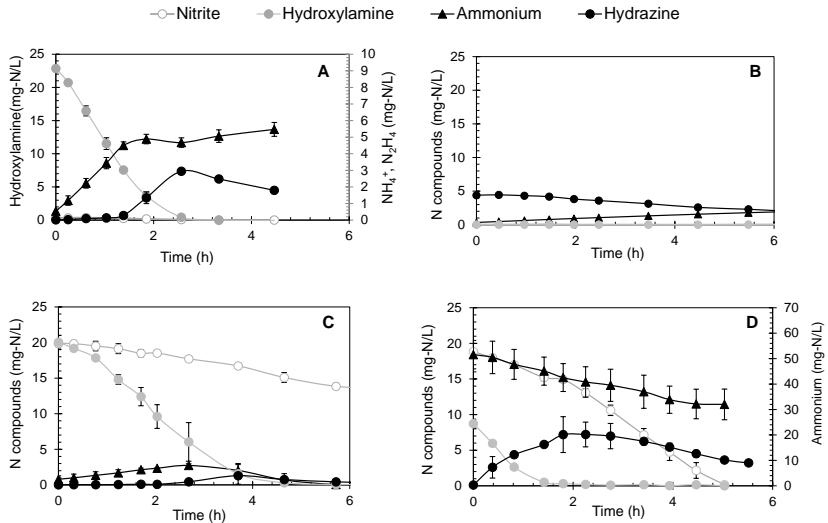 Nitrite Hydroxylamine Ammonium Hydrazine
A
Hydroxylamine(mg-N/L)
25
20
15
10
5
0
NH₄⁺, N₂H₄ (mg-N/L)
10
9
8
7
6
5
4
3
2
1
0
0 2 4 6
Time (h)
B
N compounds (mg-N/L)
25
20
15
10
5
0
0 2 4 6
Time (h)
C
N compounds (mg-N/L)
25
20
15
10
5
0
0 2 4 6
Time (h)
D
N compounds (mg-N/L)
25
20
15
10
5
0
Ammonium (mg-N/L)
70
60
50
40
30
20
10
0
0 2 4 6
Time (h)